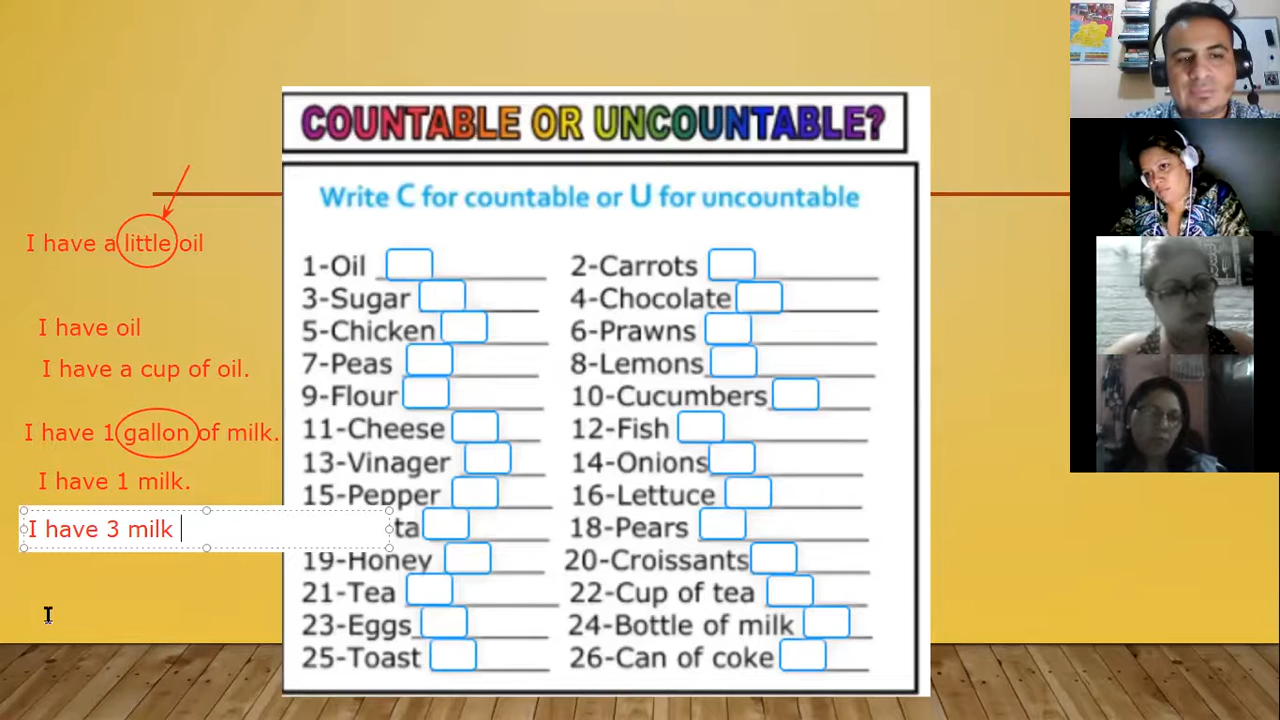 COUNTABLE OR UNCOUNTABLE?
Write C for countable or U for uncountable
I have a little oil
I have oil
I have a cup of oil.
I have 1 gallon of milk.
I have 1 milk.
I have 3 milk
1-Oil
2-Carrots
3-Sugar
4-Chocolate
5-Chicken
6-Prawns
7-Peas
8-Lemons
9-Flour
10-Cucumbers
11-Cheese
12-Fish
13-Vinager
14-Onions
15-Pepper
16-Lettuce
ta
18-Pears
19-Honey
20-Croissants
21-Tea
22-Cup of tea
23-Eggs
24-Bottle of milk
25-Toast
26-Can of coke